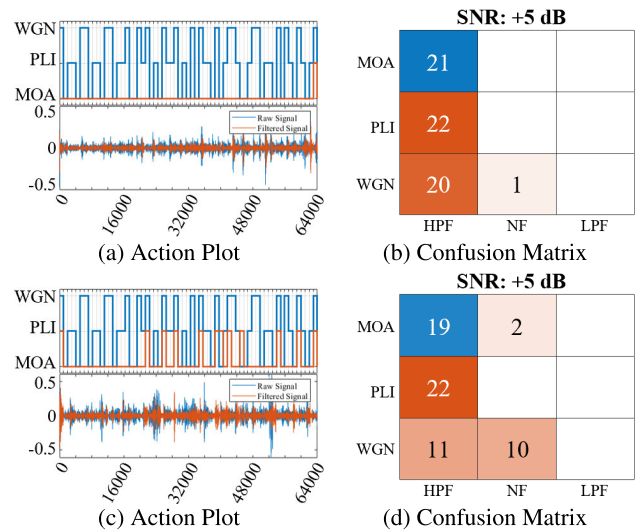 WGN
PLI
MOA
0.5
0
-0.5
Raw Signal
Filtered Signal
0
16000
32000
48000
64000
(a) Action Plot
SNR: +5 dB
MOA
21
PLI
22
WGN
20
1
HPF
NF
LPF
(b) Confusion Matrix
WGN
PLI
MOA
0.5
0
-0.5
Raw Signal
Filtered Signal
0
16000
32000
48000
64000
(c) Action Plot
SNR: +5 dB
MOA
19
2
PLI
22
WGN
11
10
HPF
NF
LPF
(d) Confusion Matrix